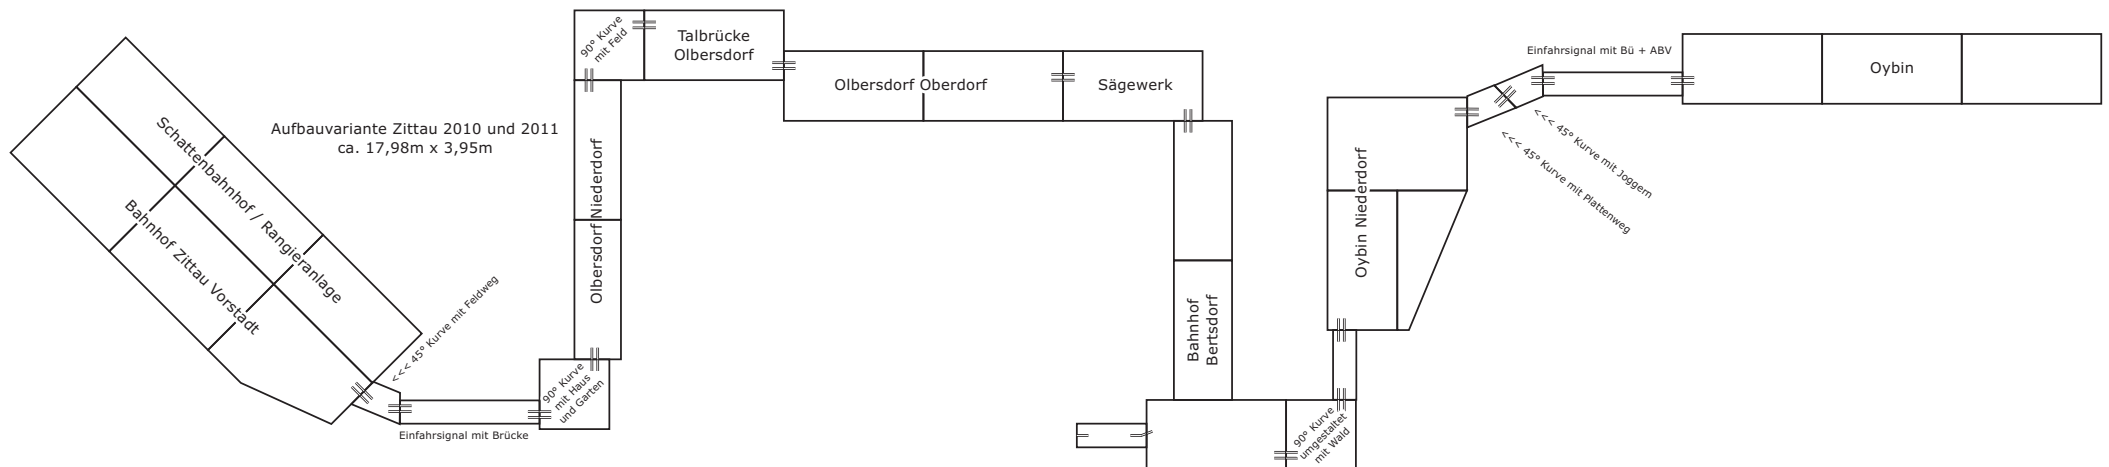 Schattenbahnhof / Rangieranlage
Bahnhof Zittau Vorstadt
Aufbauvariante Zittau 2010 und 2011
ca. 17,98m x 3,95m
<<< 45° Kurve mit Feldweg
Einfahrsignal mit Brücke
90° Kurve
mit Haus
und Garten
Olbersdorf Niederdorf
90° Kurve
mit Feld
Talbrücke
Olbersdorf
Olbersdorf Oberdorf
Sägewerk
Bahnhof
Bertsdorf
90° Kurve
umgestaltet
mit Wald
Oybin Niederdorf
<<< 45° Kurve mit Plattenweg
<<< 45° Kurve mit Joggern
Einfahrsignal mit Bü + ABV
Oybin